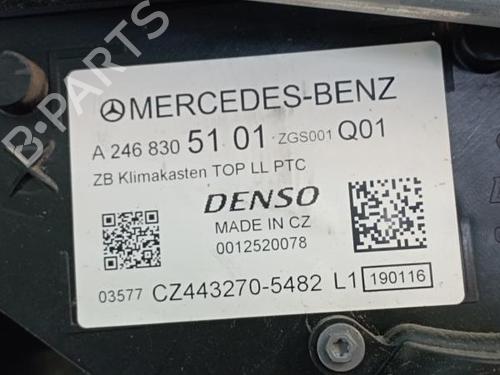 MERCEDES-BENZ
A 246 830 51 01 ZGS001 Q01
ZB Klimakasten TOP LL PTC
DENSO
MADE IN CZ
0012520078
03577 CZ443270-5482 L1 190116
B-PARTS